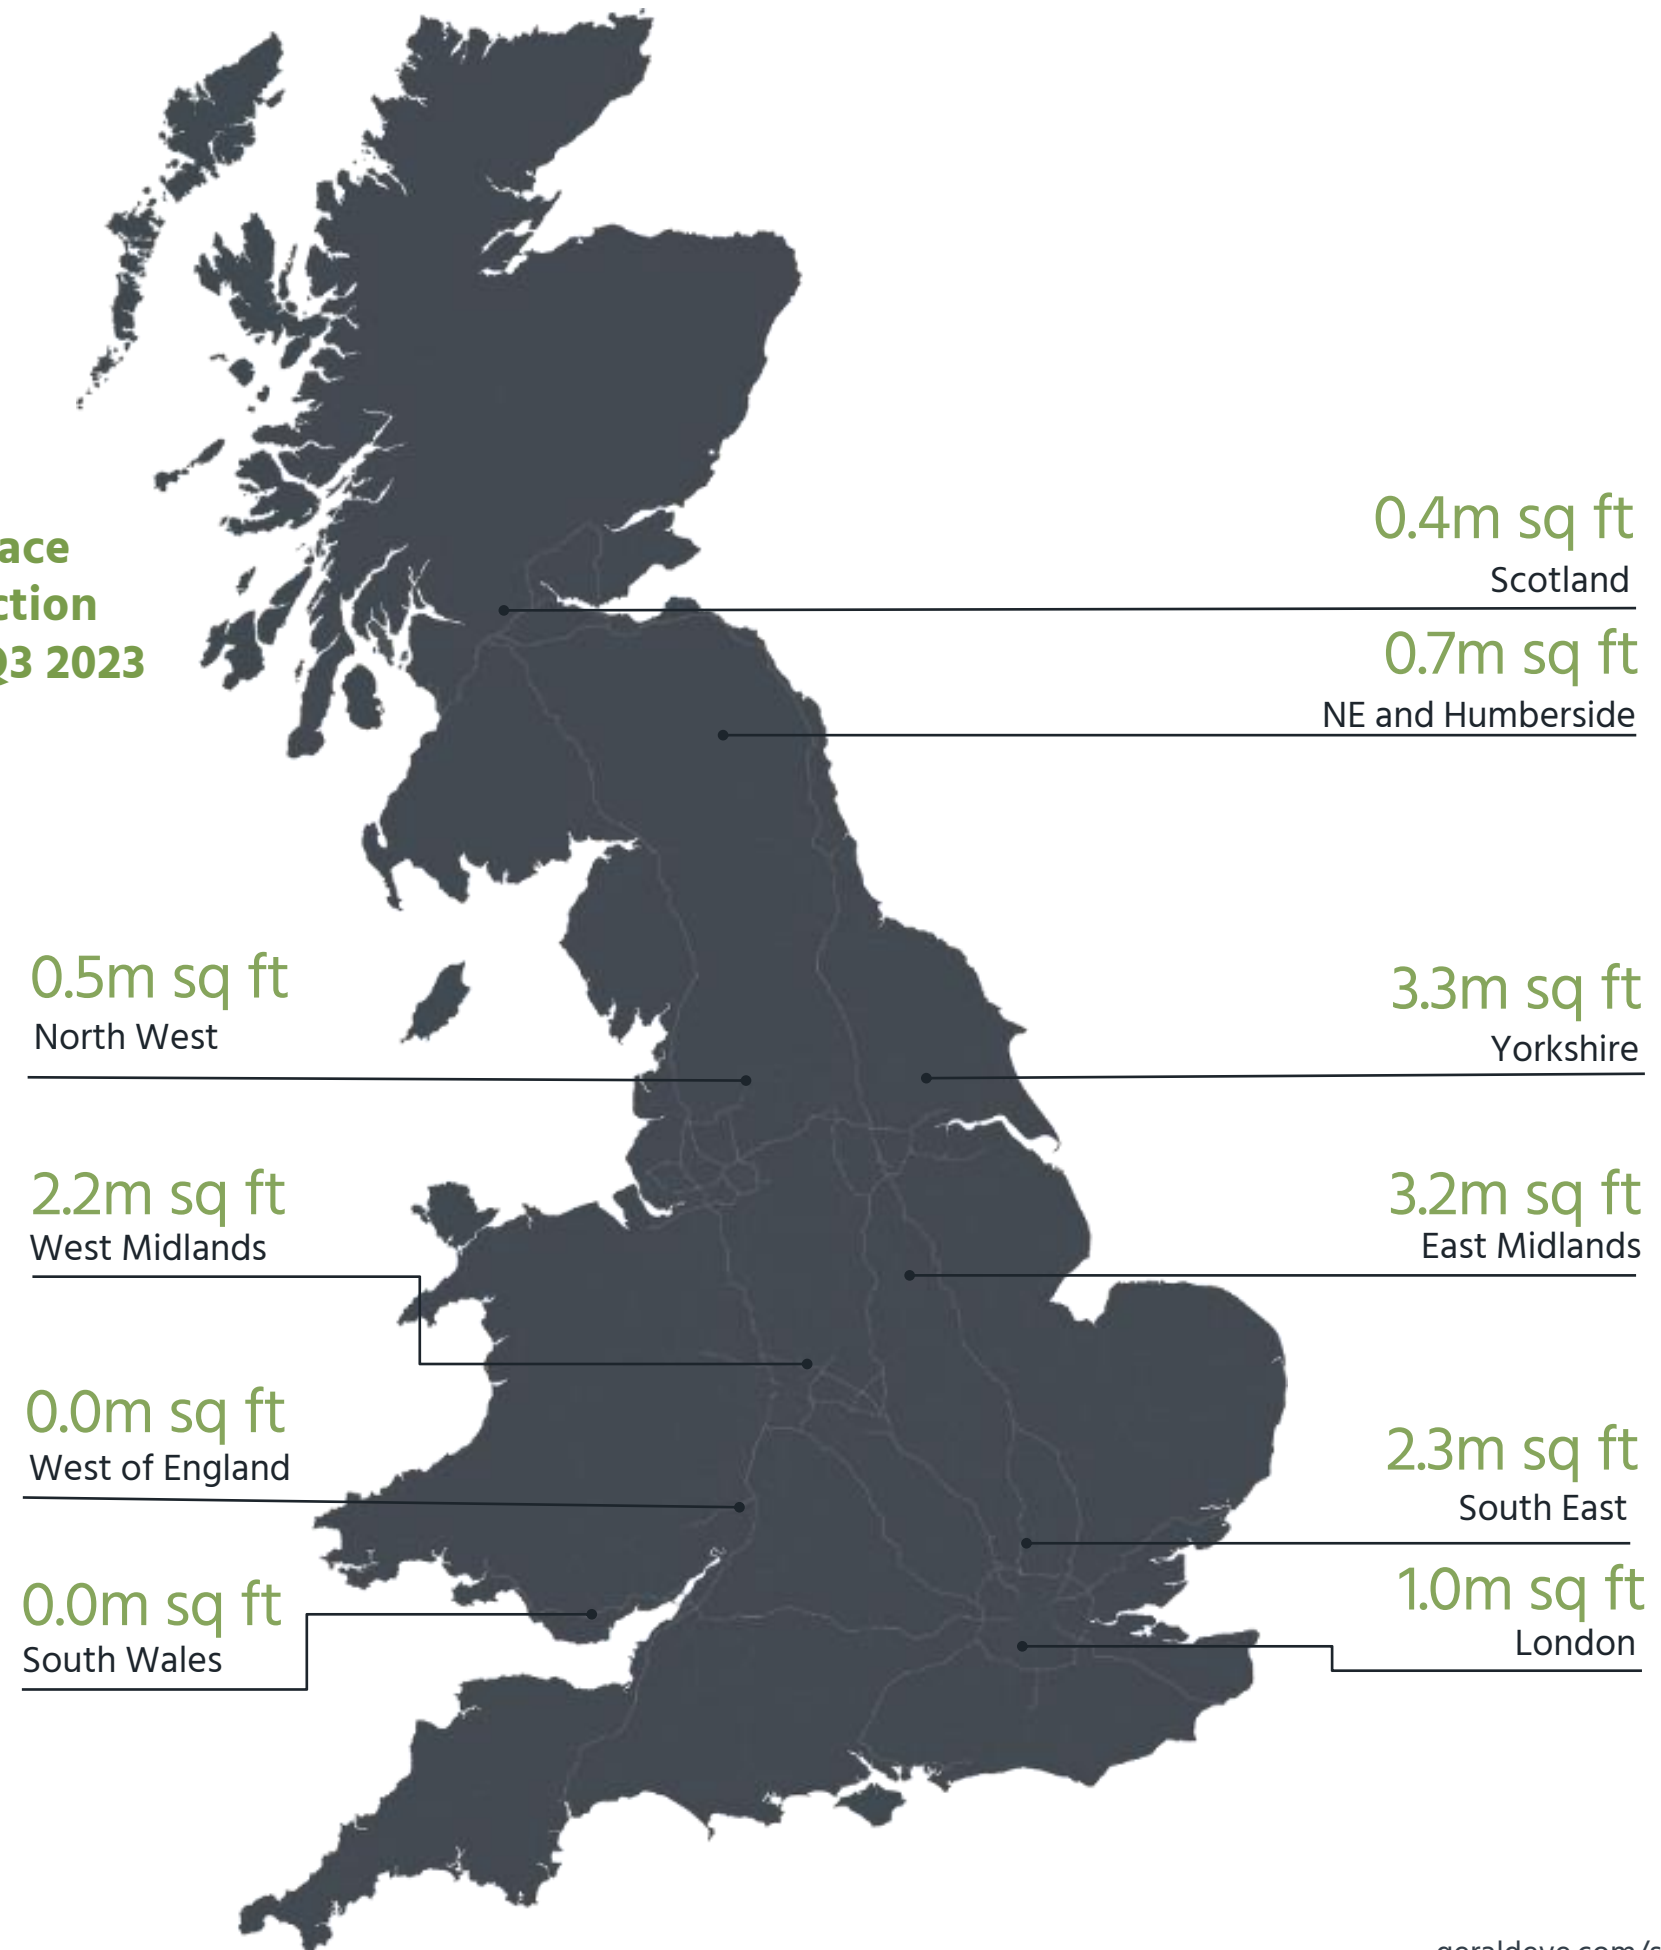 ction
Q3 2023
0.4m sq ft
Scotland
0.7m sq ft
NE and Humberside
0.5m sq ft
North West
3.3m sq ft
Yorkshire
2.2m sq ft
West Midlands
3.2m sq ft
East Midlands
0.0m sq ft
West of England
2.3m sq ft
South East
0.0m sq ft
South Wales
1.0m sq ft
London